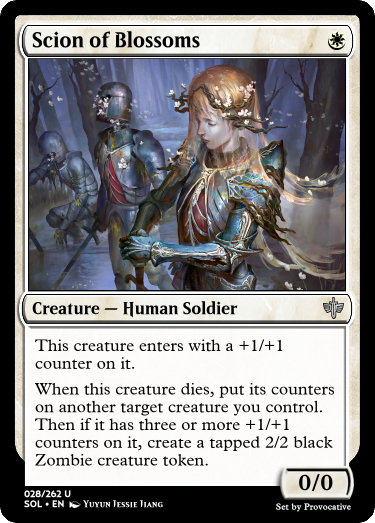 Scion of Blossoms
Creature — Human Soldier
This creature enters with a +1/+1
counter on it.
When this creature dies, put its counters
on another target creature you control.
Then if it has three or more +1/+1
counters on it, create a tapped 2/2 black
Zombie creature token.
0/0
028/262 U
SOL • EN Yuyun Jessie Jiang
Set by Provocative